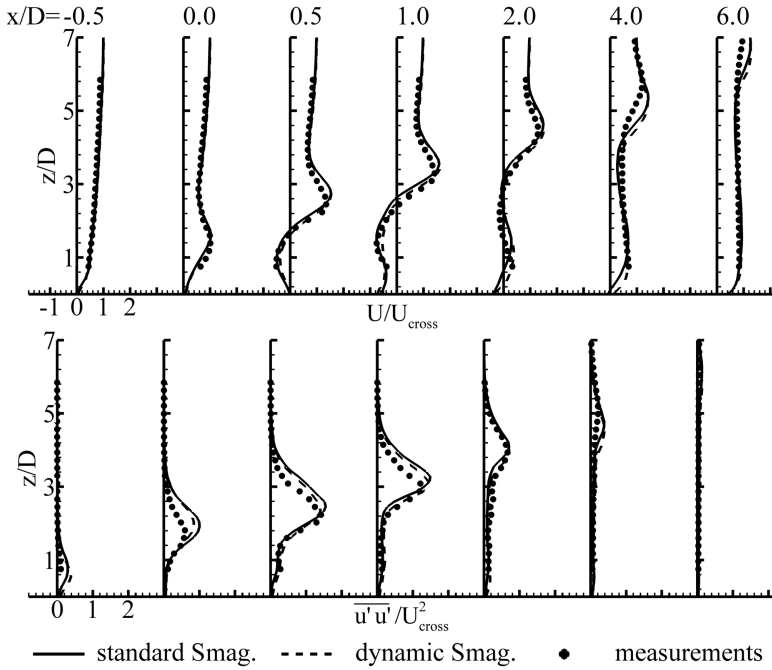 x/D= -0.5 0.0 0.5 1.0 2.0 4.0 6.0
7
5
z/D
3
1
-1 0 1 2 U/U_cross
7
5
z/D
3
1
0 1 2 u'u'/U²_cross
standard Smag. dynamic Smag. measurements